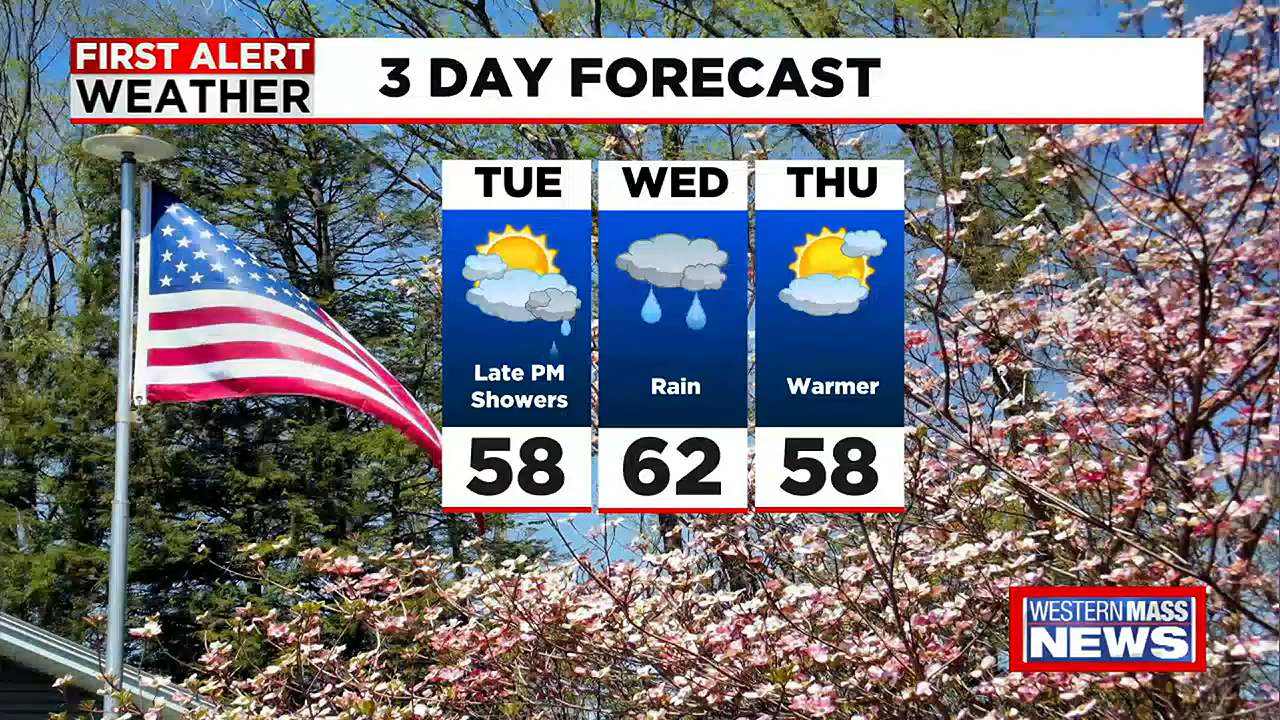 FIRST ALERT
WEATHER
3 DAY FORECAST
TUE
Late PM
Showers
58
WED
Rain
62
THU
Warmer
58
WESTERN MASS
NEWS